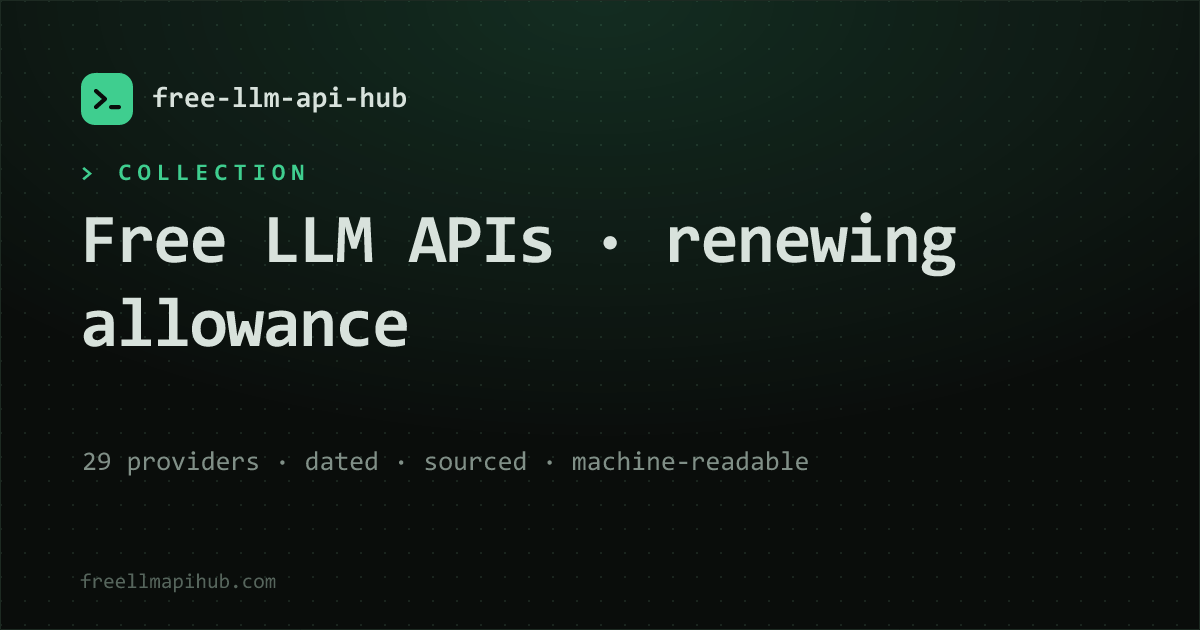 free-llm-api-hub
> COLLECTION
Free LLM APIs · renewing
allowance
29 providers · dated · sourced · machine-readable
freellmapihub.com